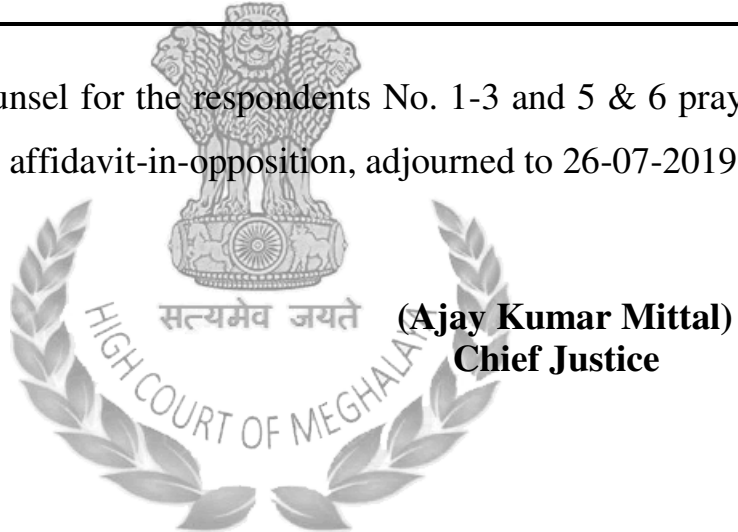 unsel for the respondents No. 1-3 and 5 & 6 pray
affidavit-in-opposition, adjourned to 26-07-2019
सत्यमेव जयते
(Ajay Kumar Mittal)
Chief Justice
HIGH COURT OF MEGHALAYA